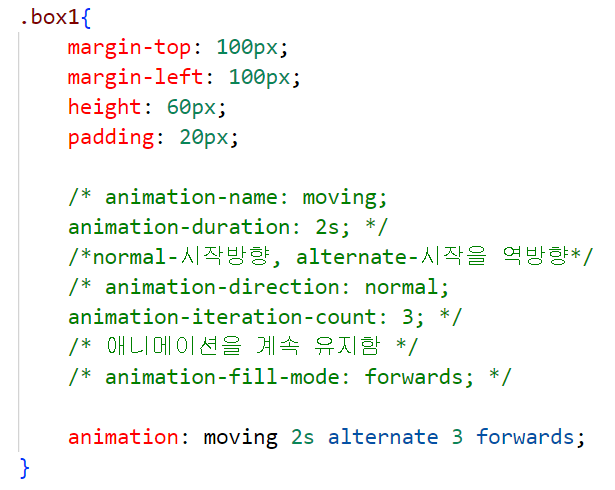 .box1{
margin-top: 100px;
margin-left: 100px;
height: 60px;
padding: 20px;
/* animation-name: moving;
animation-duration: 2s; */
/*normal-시작방향, alternate-시작을 역방향*/
/* animation-direction: normal;
animation-iteration-count: 3; */
/* 애니메이션을 계속 유지함 */
/* animation-fill-mode: forwards; */
animation: moving 2s alternate 3 forwards;
}